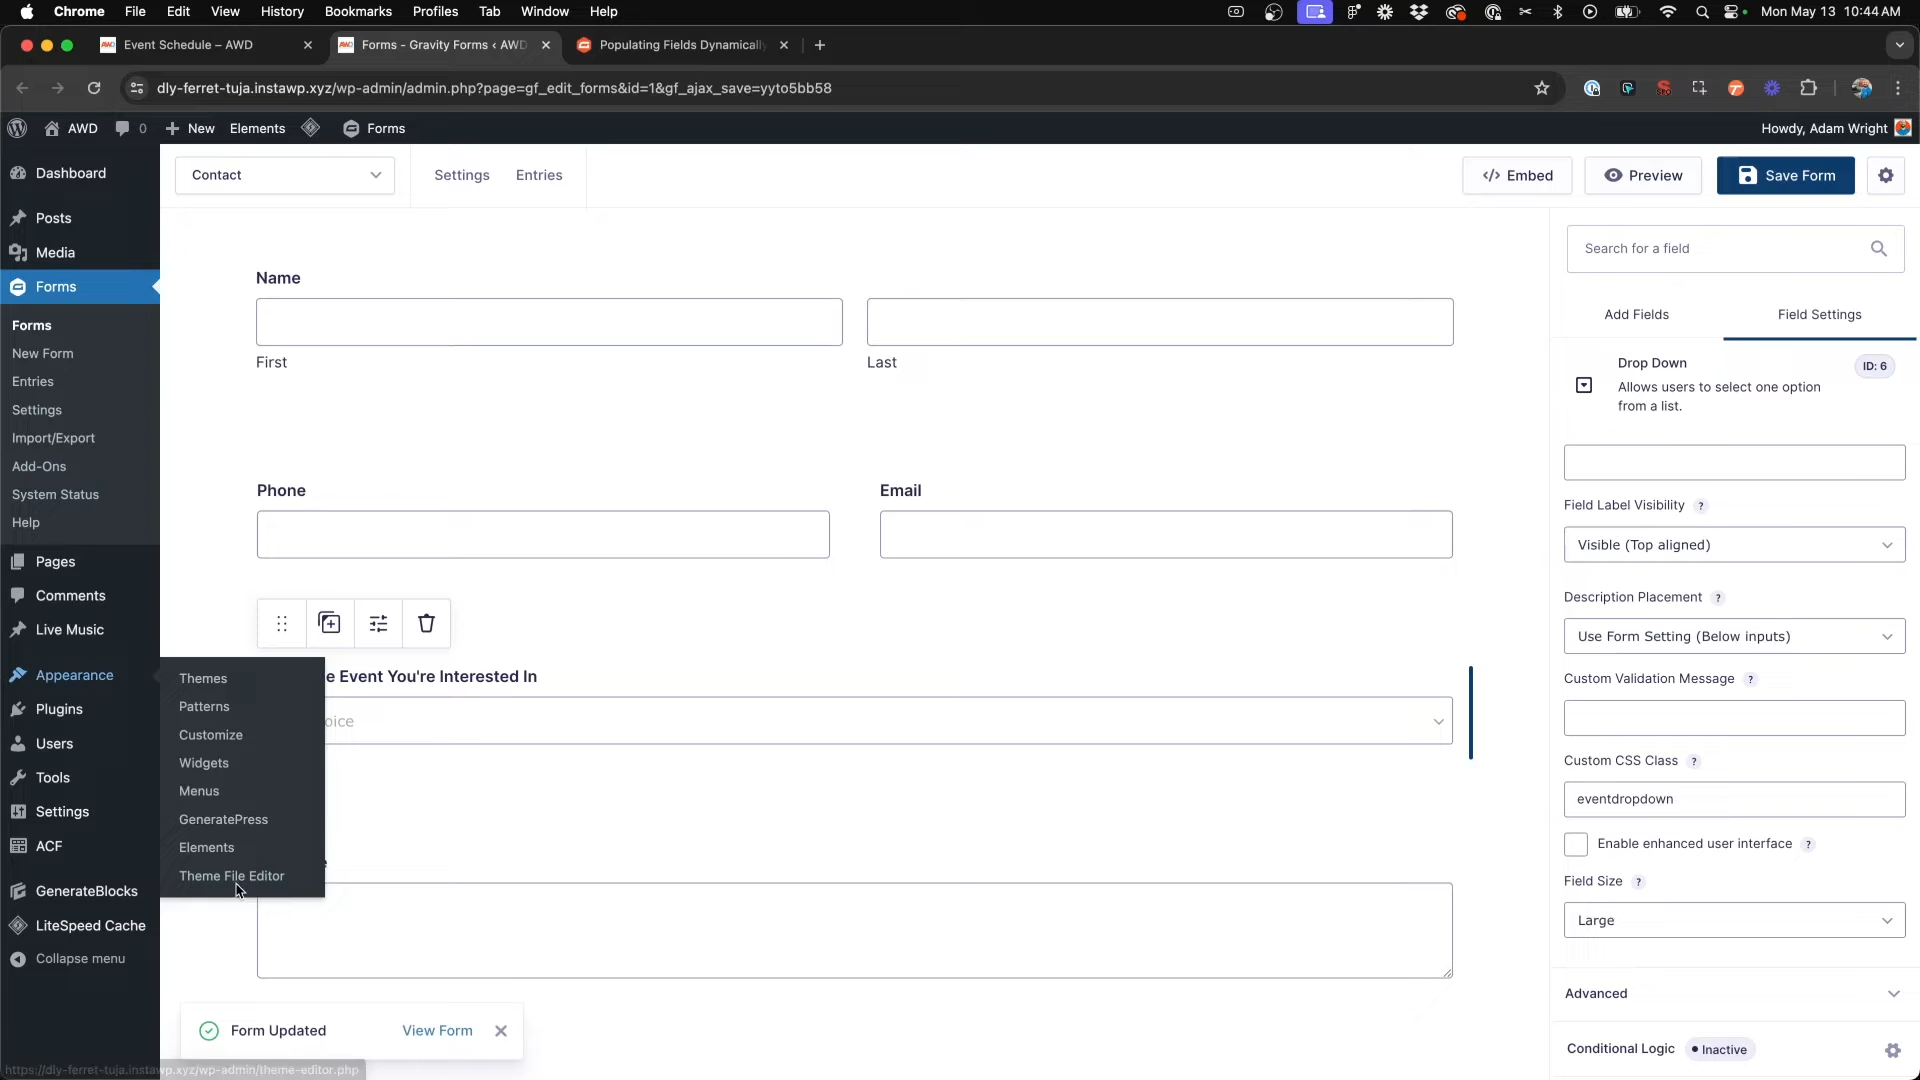 Chrome File Edit View History Bookmarks Profiles Tab Window Help Mon May 13 10:44 AM
Event Schedule – AWD
Forms - Gravity Forms ‹ AWD
Populating Fields Dynamically
dly-ferret-tuja.instawp.xyz/wp-admin/admin.php?page=gf_edit_forms&id=1&gf_ajax_save=yyto5bb58
AWD 0 New Elements Forms Howdy, Adam Wright
Dashboard
Posts
Media
Forms
Forms
New Form
Entries
Settings
Import/Export
Add-Ons
System Status
Help
Pages
Comments
Live Music
Appearance
Plugins
Users
Tools
Settings
ACF
GenerateBlocks
LiteSpeed Cache
Collapse menu
Themes
Patterns
Customize
Widgets
Menus
GeneratePress
Elements
Theme File Editor
Contact
Settings
Entries
</> Embed
Preview
Save Form
Name
First
Last
Phone
Email
e Event You're Interested In
oice
e
Form Updated
View Form
https://dly-ferret-tuja.instawp.xyz/wp-admin/theme-editor.php
Search for a field
Add Fields
Field Settings
Drop Down
ID: 6
Allows users to select one option
from a list.
Field Label Visibility ?
Visible (Top aligned)
Description Placement ?
Use Form Setting (Below inputs)
Custom Validation Message ?
Custom CSS Class ?
eventdropdown
Enable enhanced user interface ?
Field Size ?
Large
Advanced
Conditional Logic
Inactive